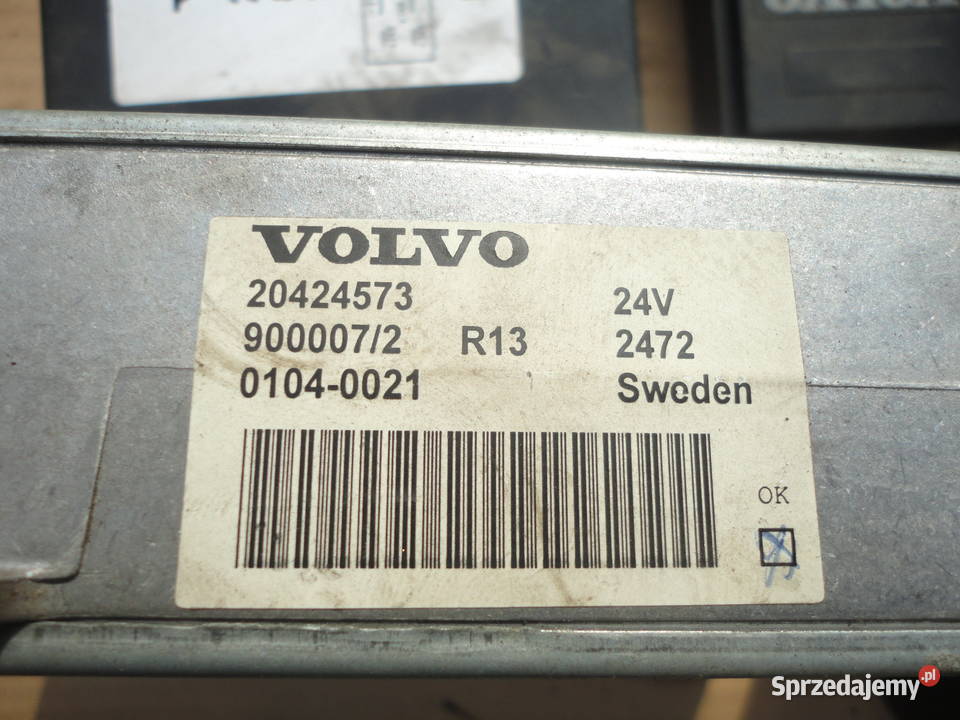 VOLVO
20424573 24V
900007/2 R13 2472
0104-0021 Sweden
OK
Sprzedajemy.pl